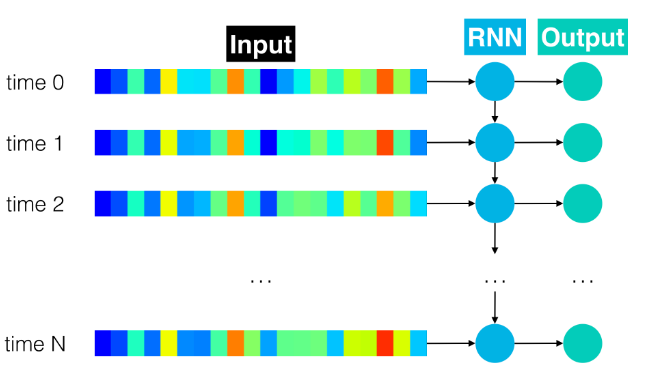 Input
RNN
Output
time 0
time 1
time 2
... ... ...
time N